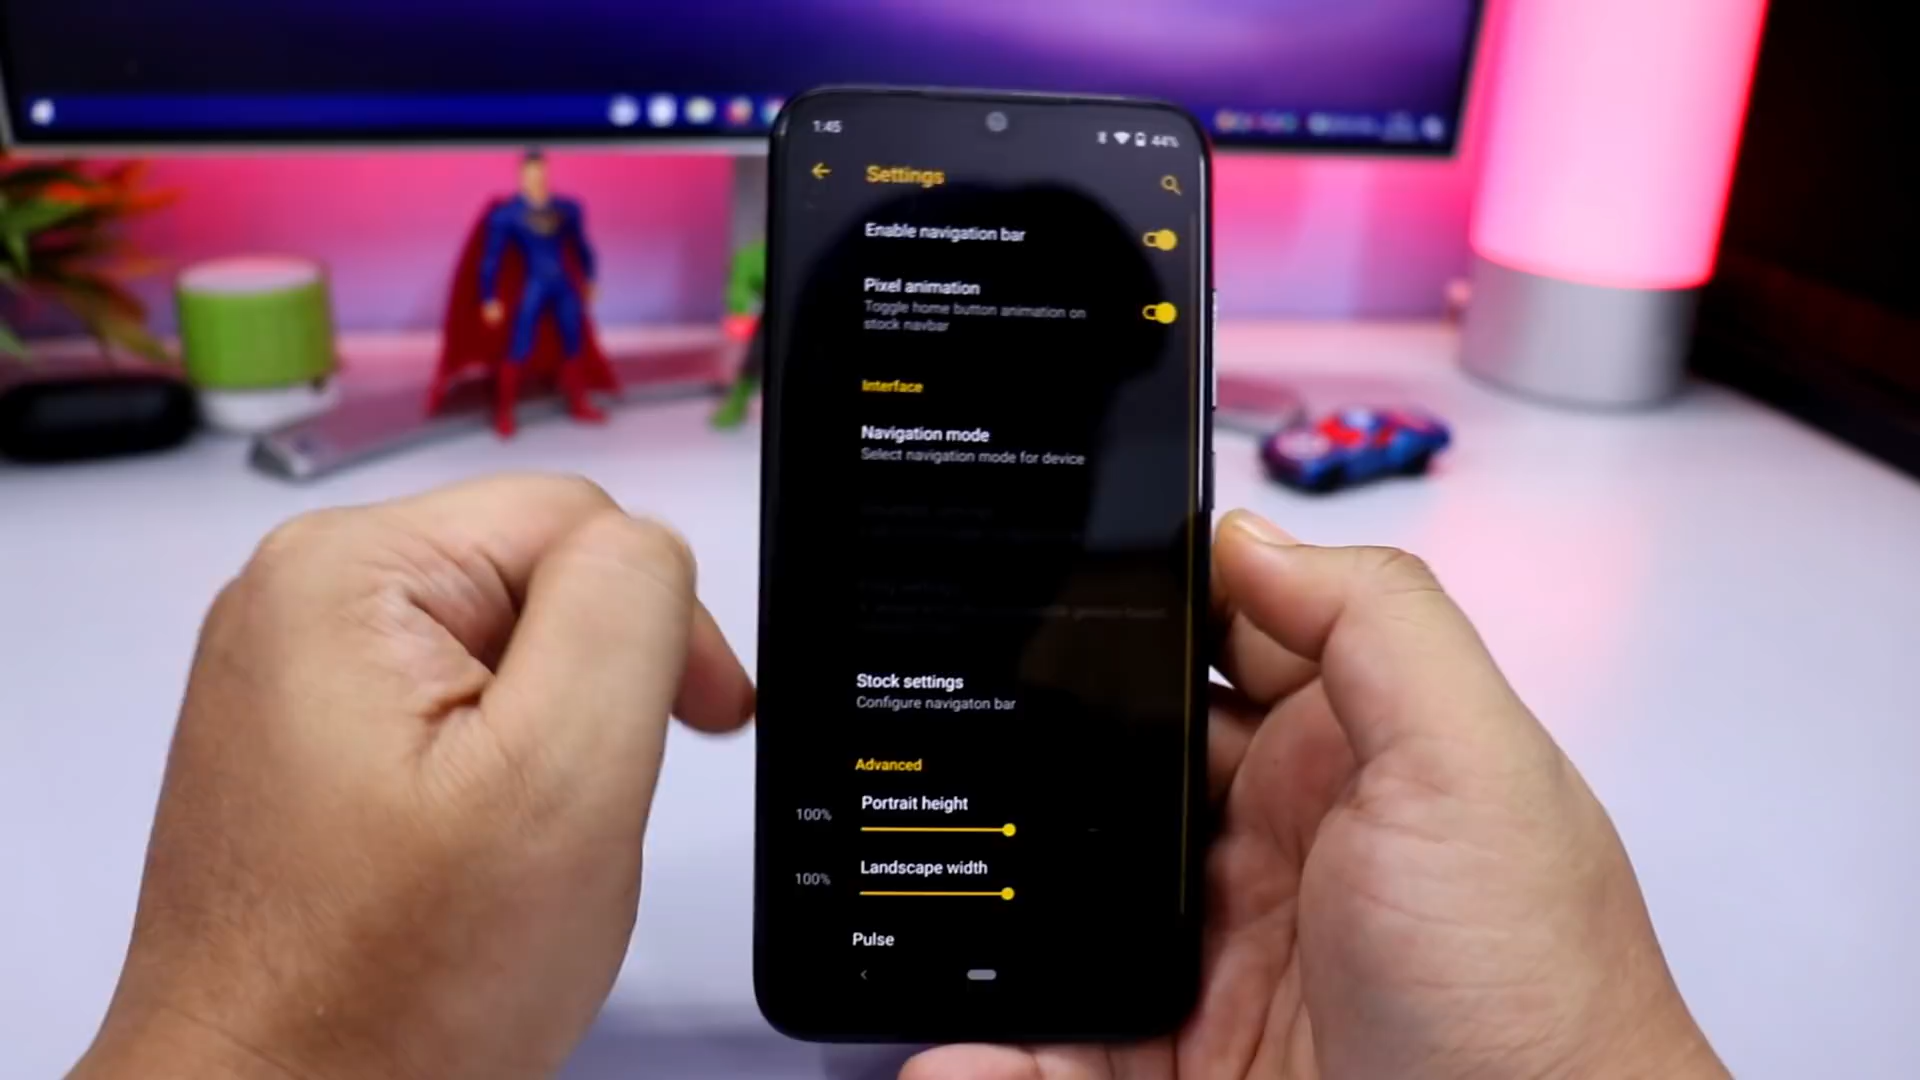 1:45
44%
Settings
Enable navigation bar
Pixel animation
Toggle home button animation on
stock navbar
Interface
Navigation mode
Select navigation mode for device
Stock settings
Configure navigaton bar
Advanced
Portrait height
100%
Landscape width
100%
Pulse